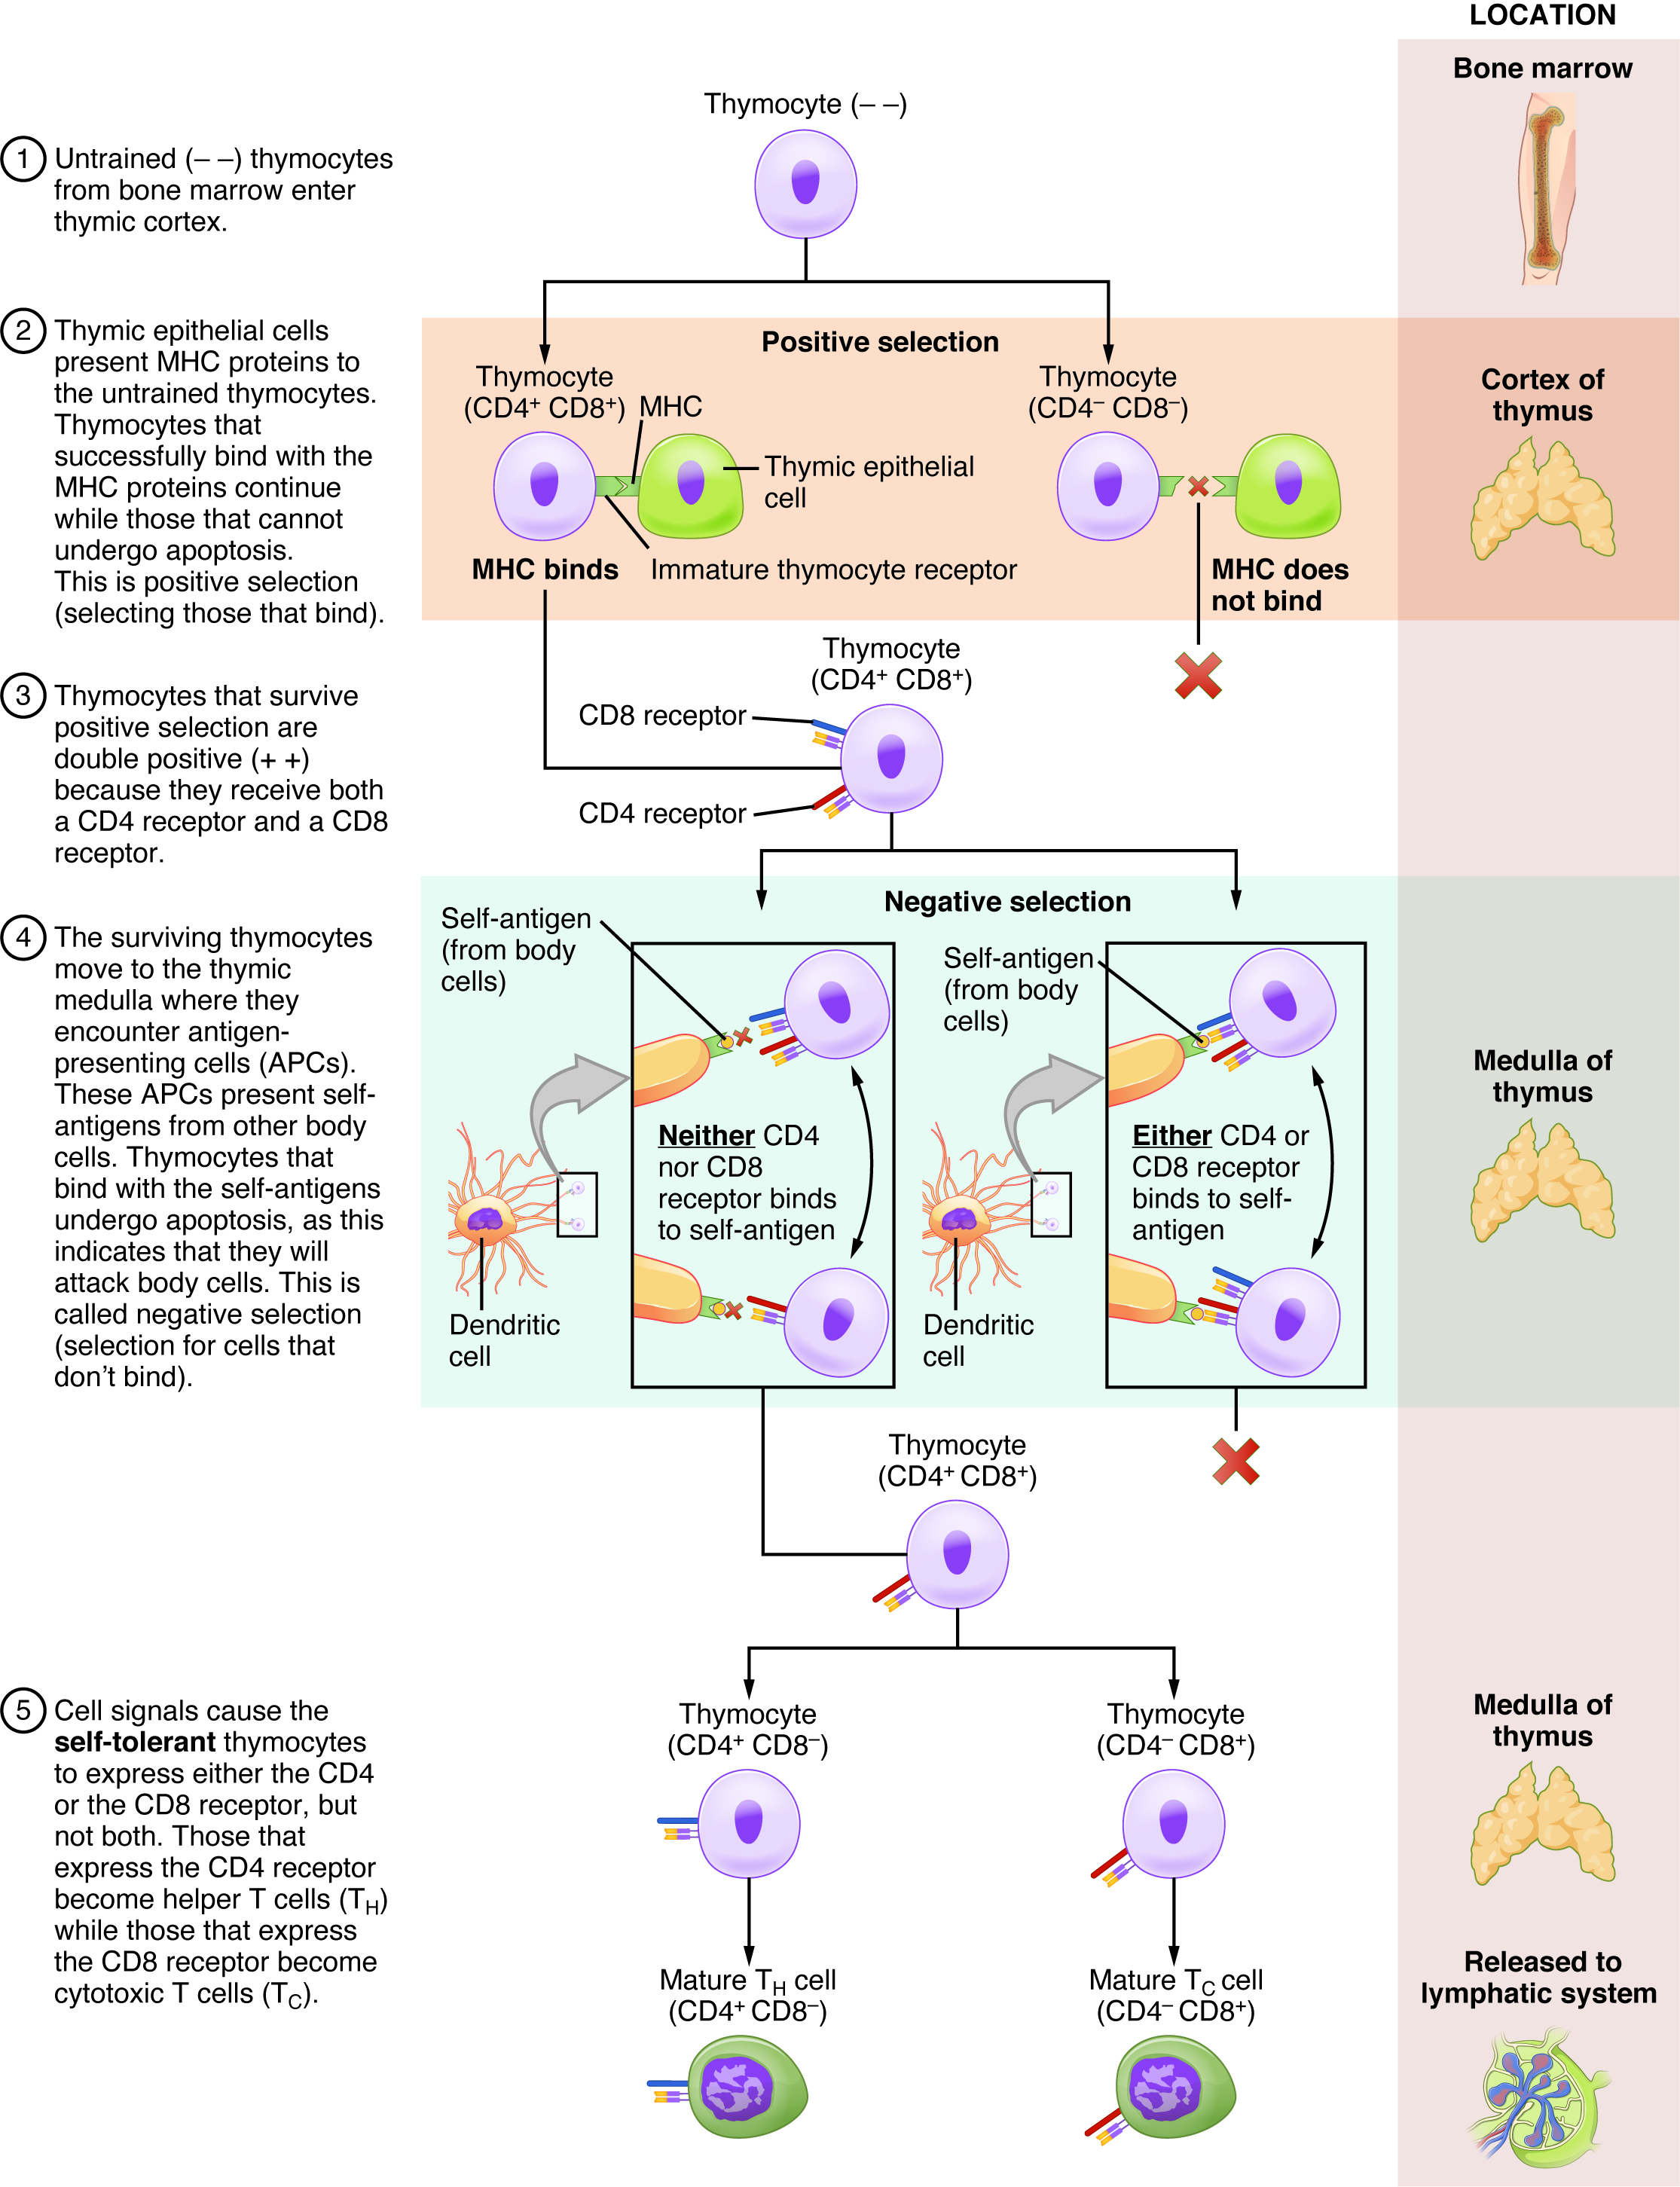 LOCATION
Bone marrow
Thymocyte (– –)
1 Untrained (– –) thymocytes
from bone marrow enter
thymic cortex.
2 Thymic epithelial cells
present MHC proteins to
the untrained thymocytes.
Thymocytes that
successfully bind with the
MHC proteins continue
while those that cannot
undergo apoptosis.
This is positive selection
(selecting those that bind).
Positive selection
Thymocyte
(CD4⁺ CD8⁺)
MHC
Thymic epithelial
cell
MHC binds
Immature thymocyte receptor
Thymocyte
(CD4⁻ CD8⁻)
MHC does
not bind
Cortex of
thymus
3 Thymocytes that survive
positive selection are
double positive (+ +)
because they receive both
a CD4 receptor and a CD8
receptor.
Thymocyte
(CD4⁺ CD8⁺)
CD8 receptor
CD4 receptor
4 The surviving thymocytes
move to the thymic
medulla where they
encounter antigen-
presenting cells (APCs).
These APCs present self-
antigens from other body
cells. Thymocytes that
bind with the self-antigens
undergo apoptosis, as this
indicates that they will
attack body cells. This is
called negative selection
(selection for cells that
don’t bind).
Negative selection
Self-antigen
(from body
cells)
Neither CD4
nor CD8
receptor binds
to self-antigen
Dendritic
cell
Self-antigen
(from body
cells)
Either CD4 or
CD8 receptor
binds to self-
antigen
Dendritic
cell
Medulla of
thymus
Thymocyte
(CD4⁺ CD8⁺)
5 Cell signals cause the
self-tolerant thymocytes
to express either the CD4
or the CD8 receptor, but
not both. Those that
express the CD4 receptor
become helper T cells (T_H)
while those that express
the CD8 receptor become
cytotoxic T cells (T_C).
Thymocyte
(CD4⁺ CD8⁻)
Thymocyte
(CD4⁻ CD8⁺)
Medulla of
thymus
Mature T_H cell
(CD4⁺ CD8⁻)
Mature T_C cell
(CD4⁻ CD8⁺)
Released to
lymphatic system